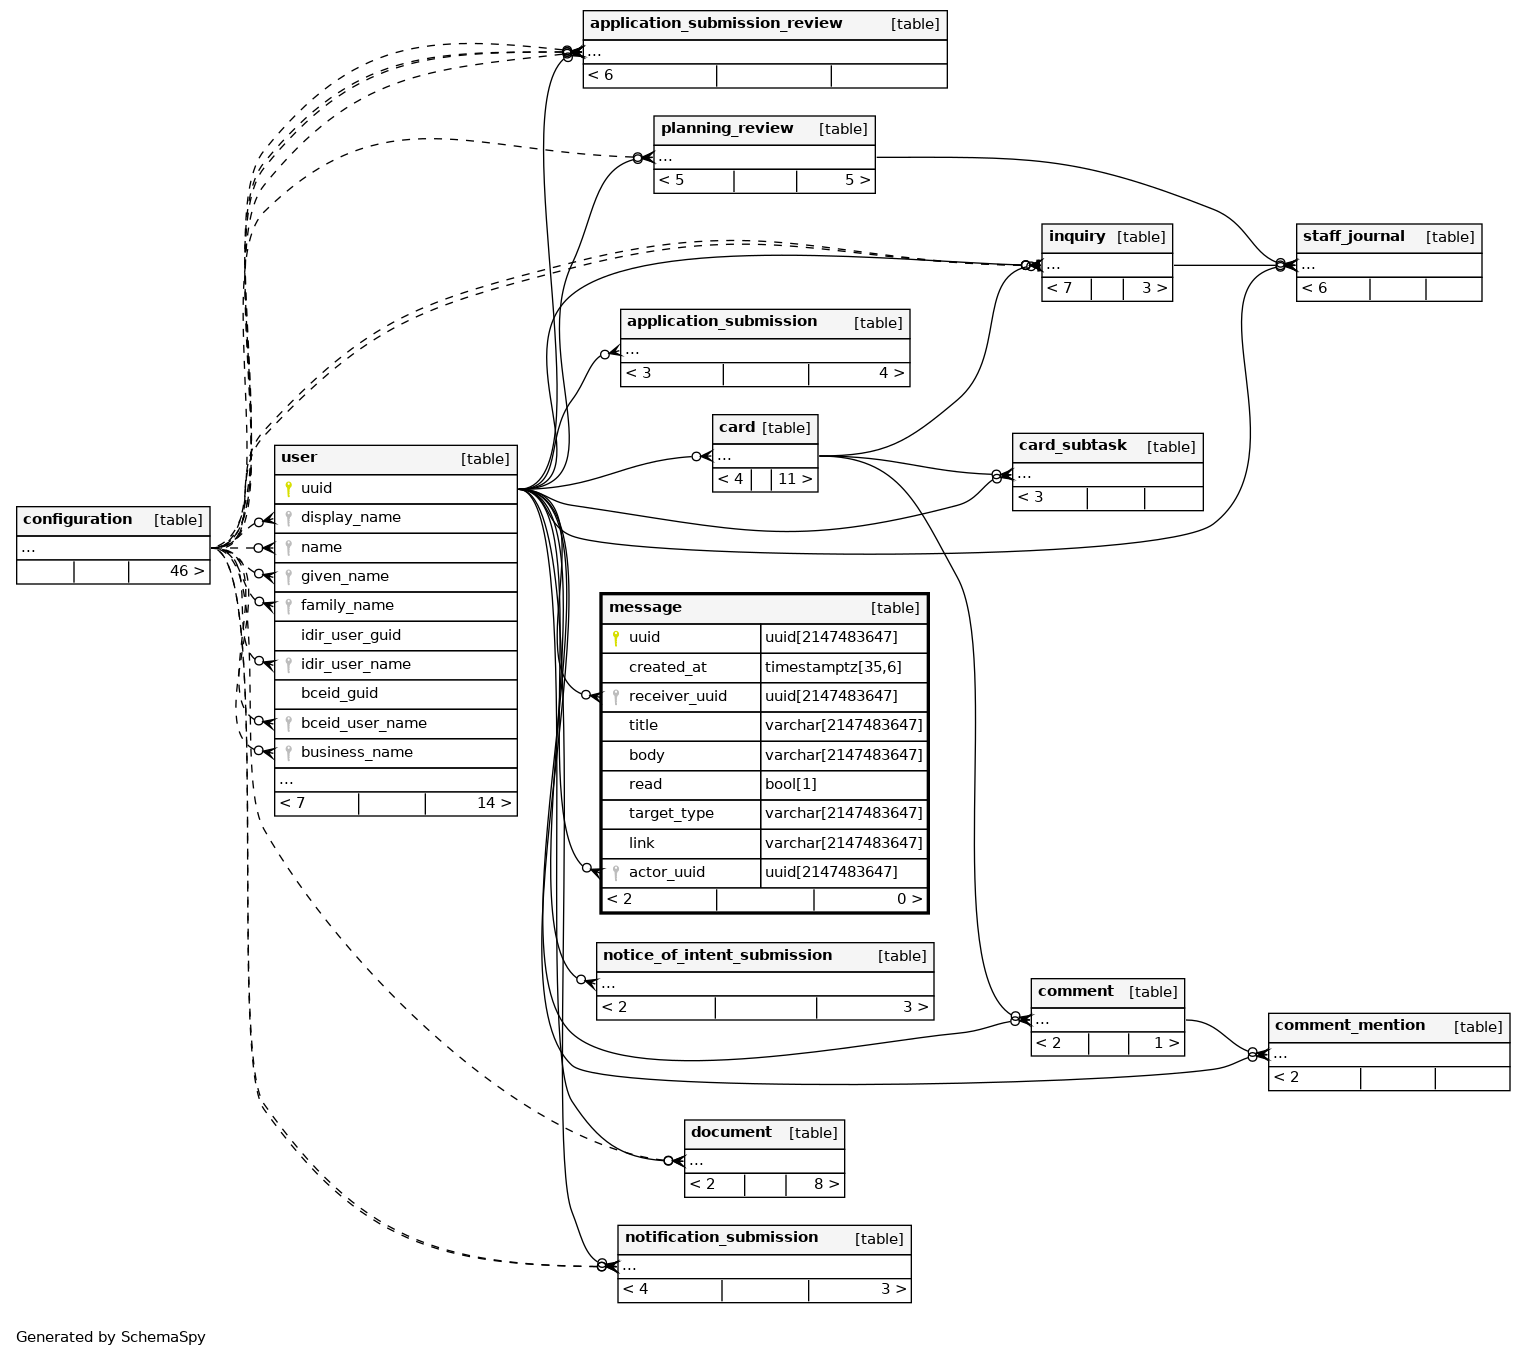 application_submission_review [table]
...
< 6
planning_review [table]
...
< 5 5 >
inquiry [table]
...
< 7 3 >
staff_journal [table]
...
< 6
application_submission [table]
...
< 3 4 >
card [table]
...
< 4 11 >
card_subtask [table]
...
< 3
user [table]
uuid
display_name
name
given_name
family_name
idir_user_guid
idir_user_name
bceid_guid
bceid_user_name
business_name
...
< 7 14 >
configuration [table]
...
46 >
message [table]
uuid uuid[2147483647]
created_at timestamptz[35,6]
receiver_uuid uuid[2147483647]
title varchar[2147483647]
body varchar[2147483647]
read bool[1]
target_type varchar[2147483647]
link varchar[2147483647]
actor_uuid uuid[2147483647]
< 2 0 >
notice_of_intent_submission [table]
...
< 2 3 >
comment [table]
...
< 2 1 >
comment_mention [table]
...
< 2
document [table]
...
< 2 8 >
notification_submission [table]
...
< 4 3 >
Generated by SchemaSpy